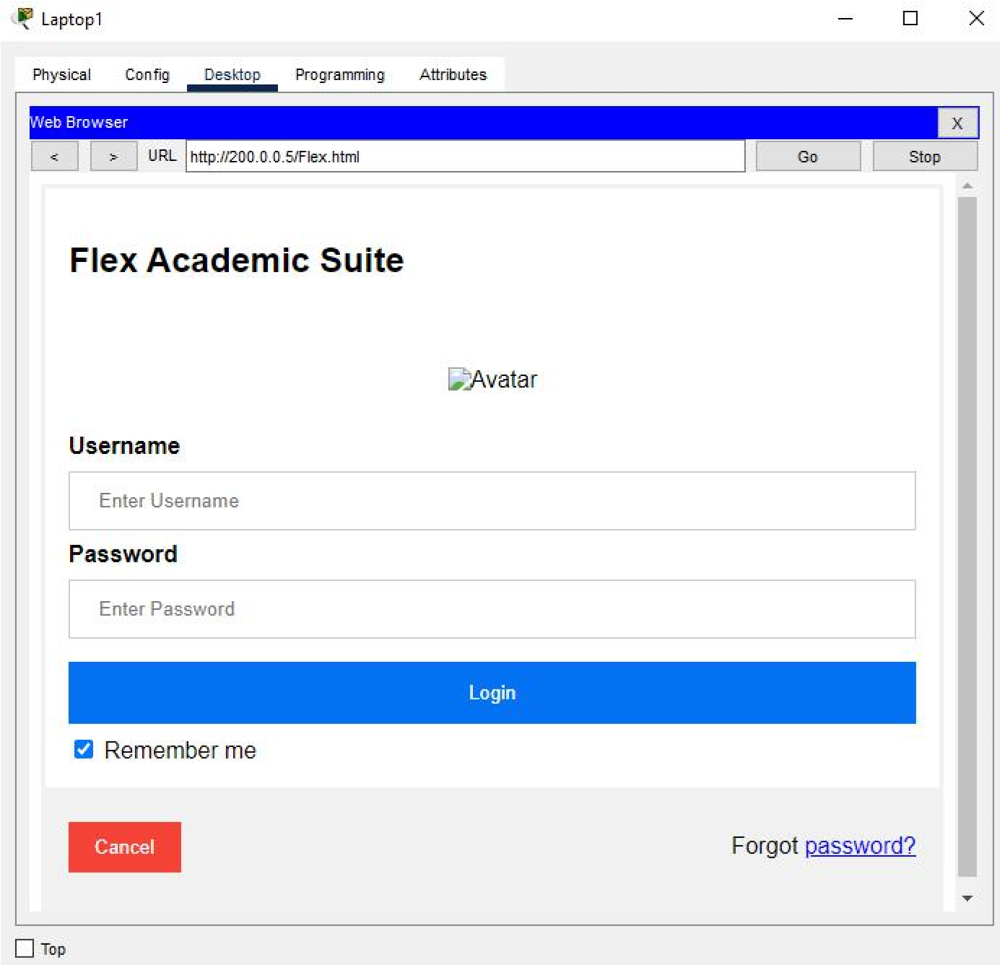 Laptop1
Physical Config Desktop Programming Attributes
Web Browser X
< > URL http://200.0.0.5/Flex.html Go Stop
Flex Academic Suite
Avatar
Username
Enter Username
Password
Enter Password
Login
Remember me
Cancel Forgot password?
Top